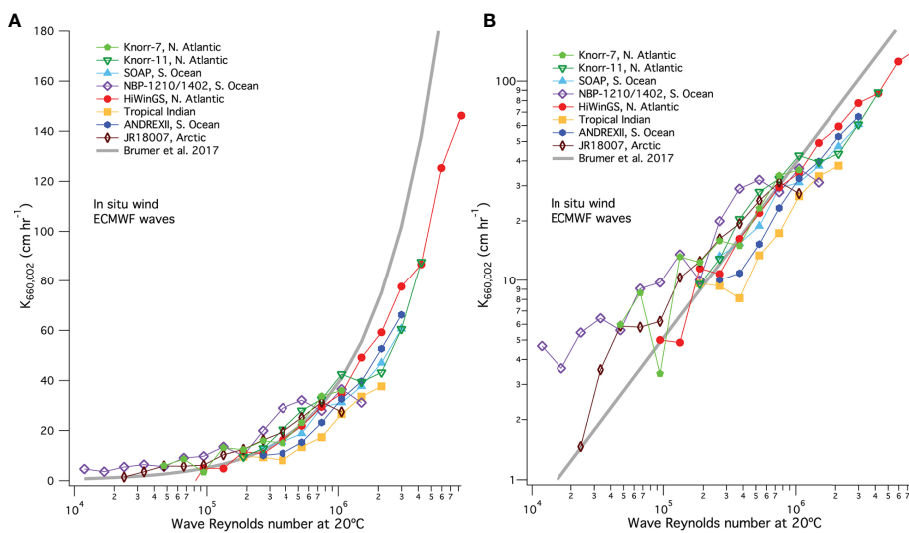 A
180
160
140
120
100
80
60
40
20
0
K660,CO2 (cm hr-1)
Knorr-7, N. Atlantic
Knorr-11, N. Atlantic
SOAP, S. Ocean
NBP-1210/1402, S. Ocean
HiWinGS, N. Atlantic
Tropical Indian
ANDREXII, S. Ocean
JR18007, Arctic
Brumer et al. 2017
In situ wind
ECMWF waves
10^4 2 3 4 5 6 7 10^5 2 3 4 5 6 7 10^6 2 3 4 5 6 7
Wave Reynolds number at 20ºC
B
100
9
8
7
6
5
4
3
2
10
9
8
7
6
5
4
3
2
1
K660,CO2 (cm hr-1)
Knorr-7, N. Atlantic
Knorr-11, N. Atlantic
SOAP, S. Ocean
NBP-1210/1402, S. Ocean
HiWinGS, N. Atlantic
Tropical Indian
ANDREXII, S. Ocean
JR18007, Arctic
Brumer et al. 2017
In situ wind
ECMWF waves
10^4 2 3 4 5 6 7 10^5 2 3 4 5 6 7 10^6 2 3 4 5 6 7
Wave Reynolds number at 20ºC